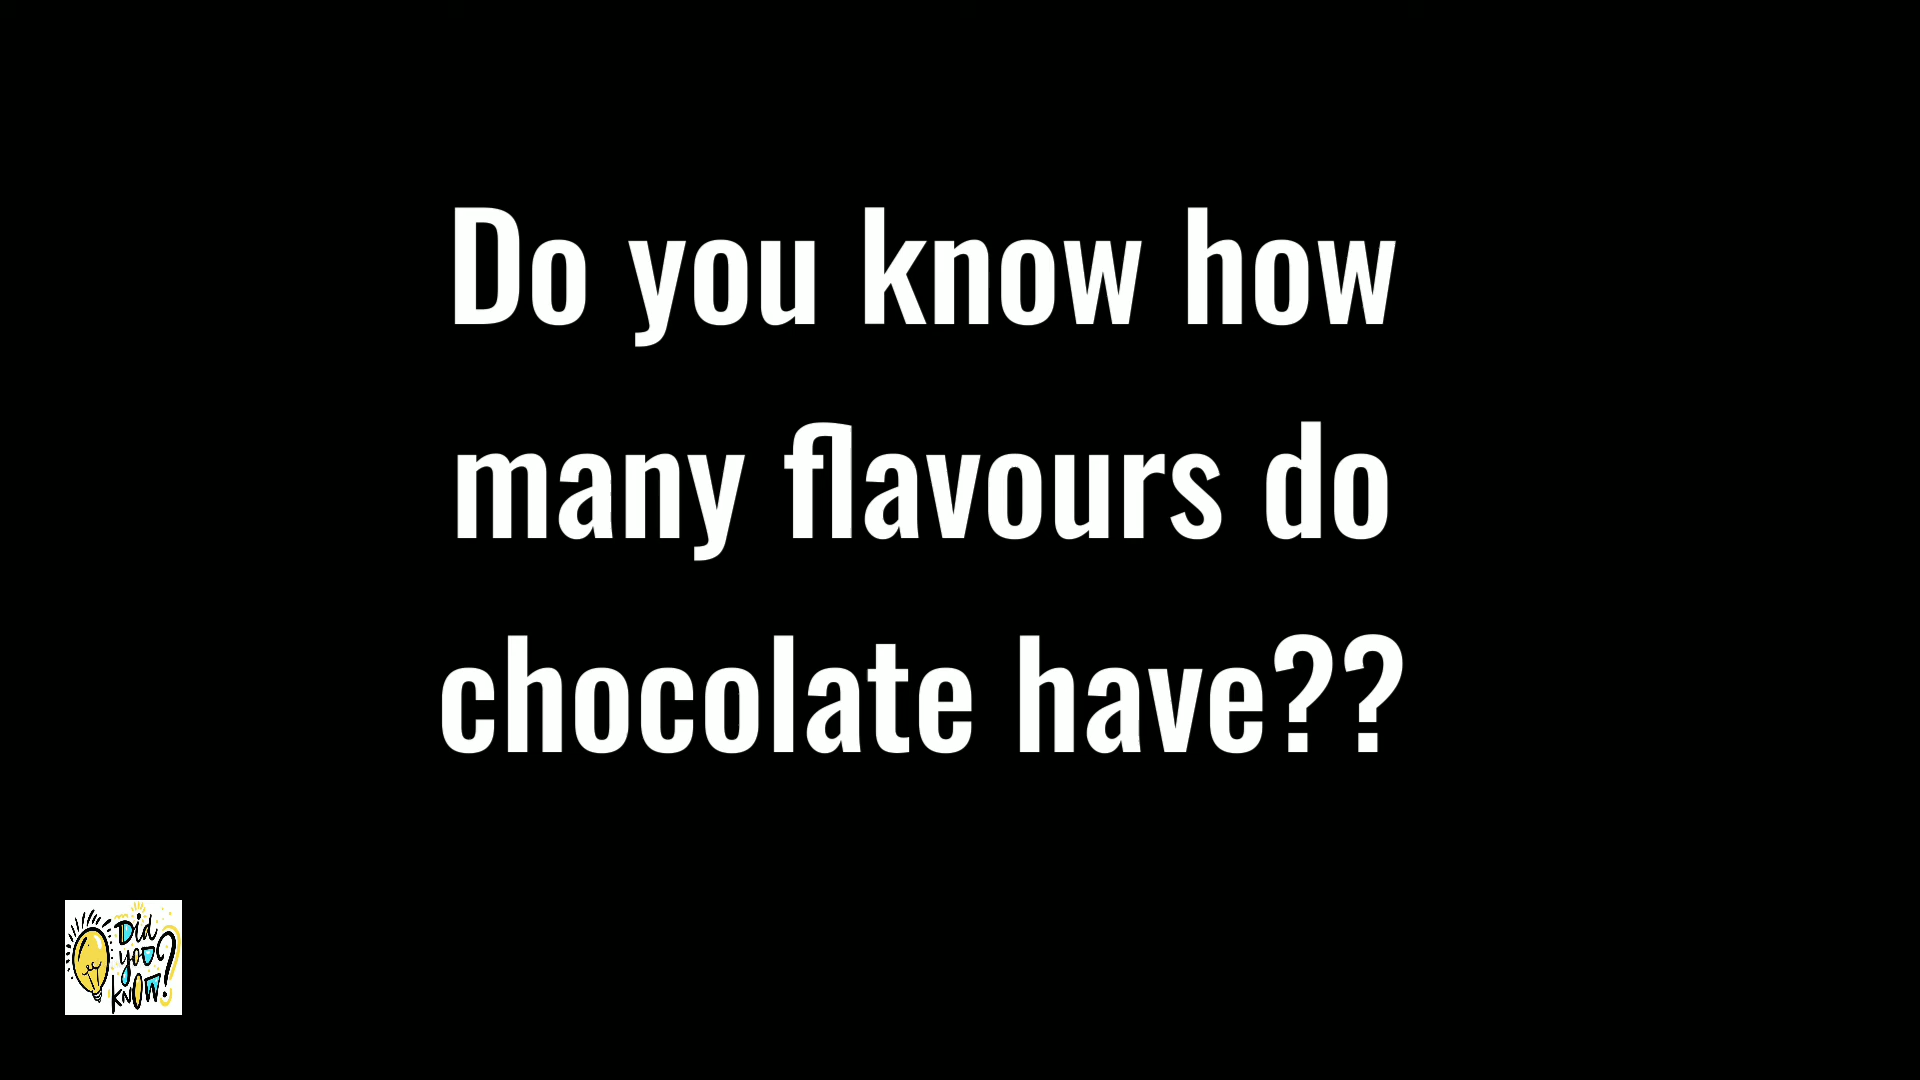 Do you know how
many flavours do
chocolate have??
Did
you
know?